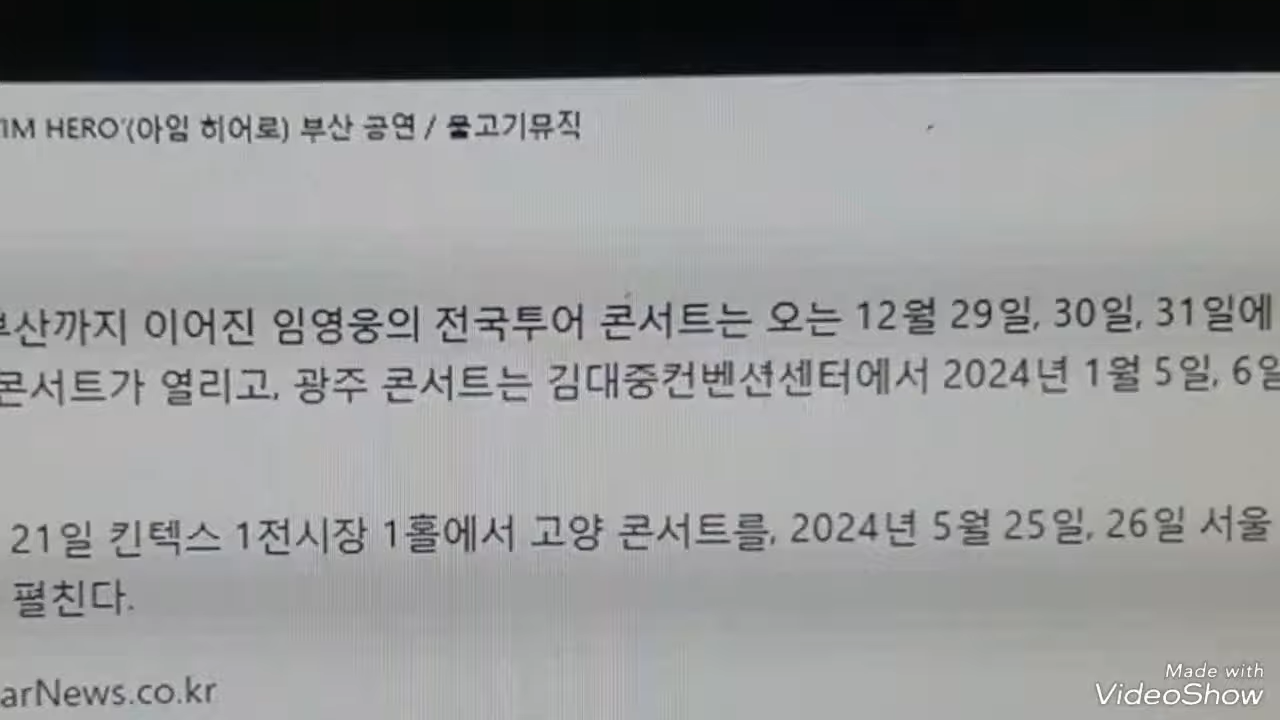 'IM HERO'(아임 히어로) 부산 공연 / 물고기뮤직
부산까지 이어진 임영웅의 전국투어 콘서트는 오는 12월 29일, 30일, 31일에
콘서트가 열리고, 광주 콘서트는 김대중컨벤션센터에서 2024년 1월 5일, 6일
21일 킨텍스 1전시장 1홀에서 고양 콘서트를, 2024년 5월 25일, 26일 서울
펼친다.
arNews.co.kr
Made with
VideoShow